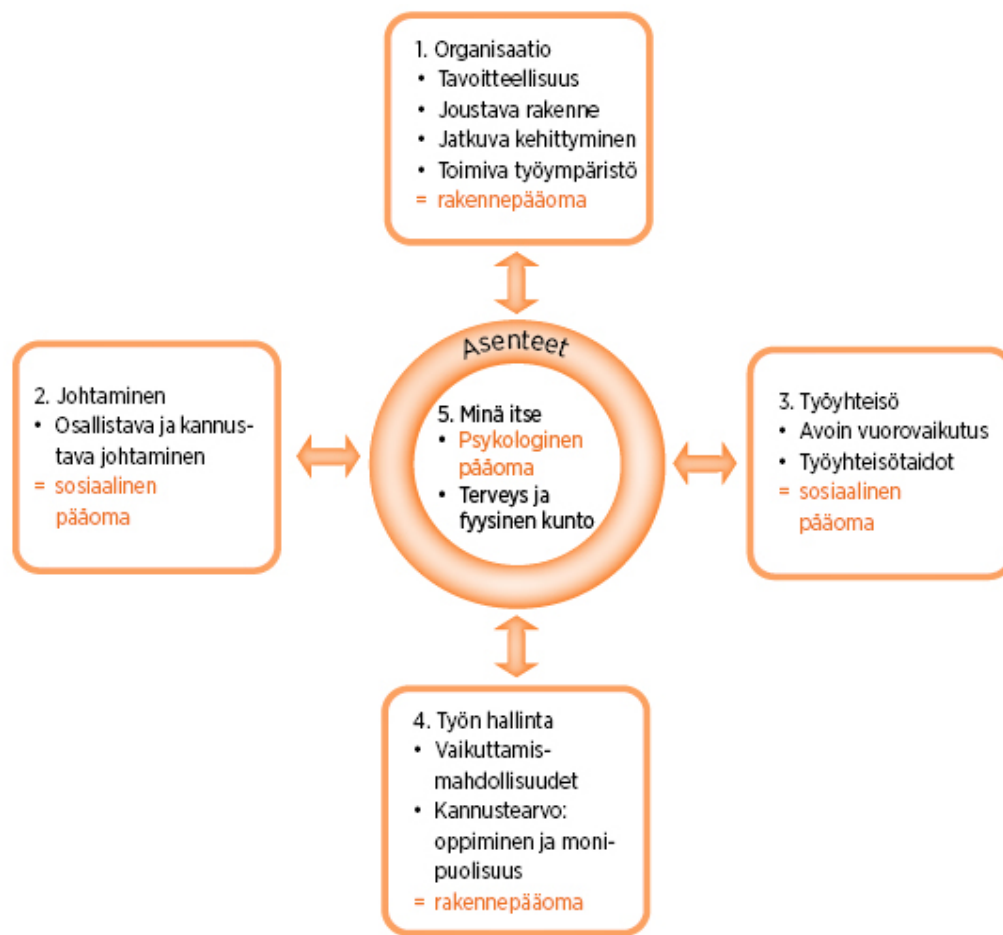 1. Organisaatio
• Tavoitteellisuus
• Joustava rakenne
• Jatkuva kehittyminen
• Toimiva työympäristö
= rakennepääoma
2. Johtaminen
• Osallistava ja kannus-
tava johtaminen
= sosiaalinen
pääoma
Asenteet
5. Minä itse
• Psykologinen
pääoma
• Terveys ja
fyysinen kunto
3. Työyhteisö
• Avoin vuorovaikutus
• Työyhteisötaidot
= sosiaalinen
pääoma
4. Työn hallinta
• Vaikuttamis-
mahdollisuudet
• Kannustearvo:
oppiminen ja moni-
puolisuus
= rakennepääoma